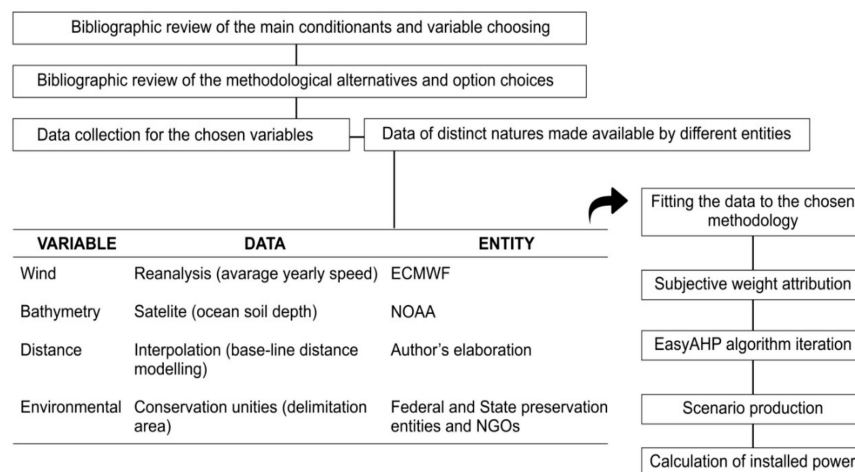 Bibliographic review of the main conditionants and variable choosing
Bibliographic review of the methodological alternatives and option choices
Data collection for the chosen variables
Data of distinct natures made available by different entities
VARIABLE DATA ENTITY
Wind Reanalysis (avarage yearly speed) ECMWF
Bathymetry Satelite (ocean soil depth) NOAA
Distance Interpolation (base-line distance Author's elaboration
modelling)
Environmental Conservation unities (delimitation Federal and State preservation
area) entities and NGOs
Fitting the data to the chosen
methodology
Subjective weight attribution
EasyAHP algorithm iteration
Scenario production
Calculation of installed power